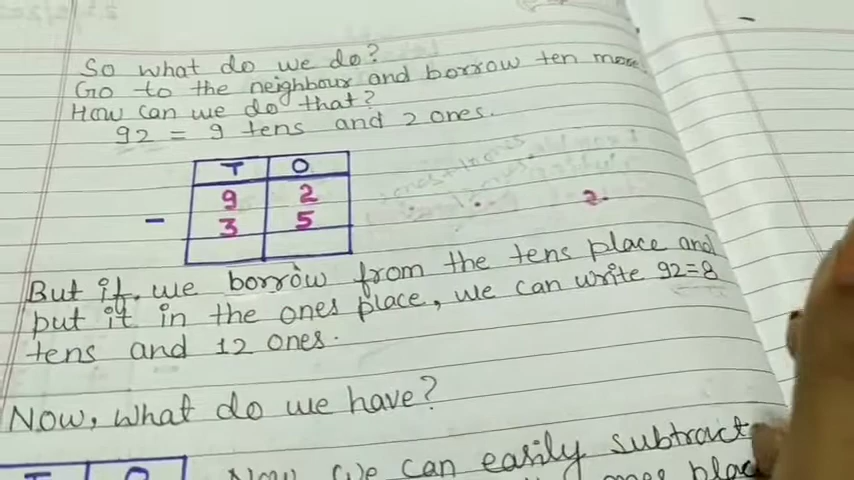 So what do we do?
Go to the neighbour and borrow ten more.
How can we do that?
92 = 9 tens and 2 ones.
T O
9 2
2.
- 3 5
But if we borrow from the tens place and
put it in the ones place, we can write 92=8
tens and 12 ones.
Now, what do we have?
T O
Now we can easily subtract
ones place